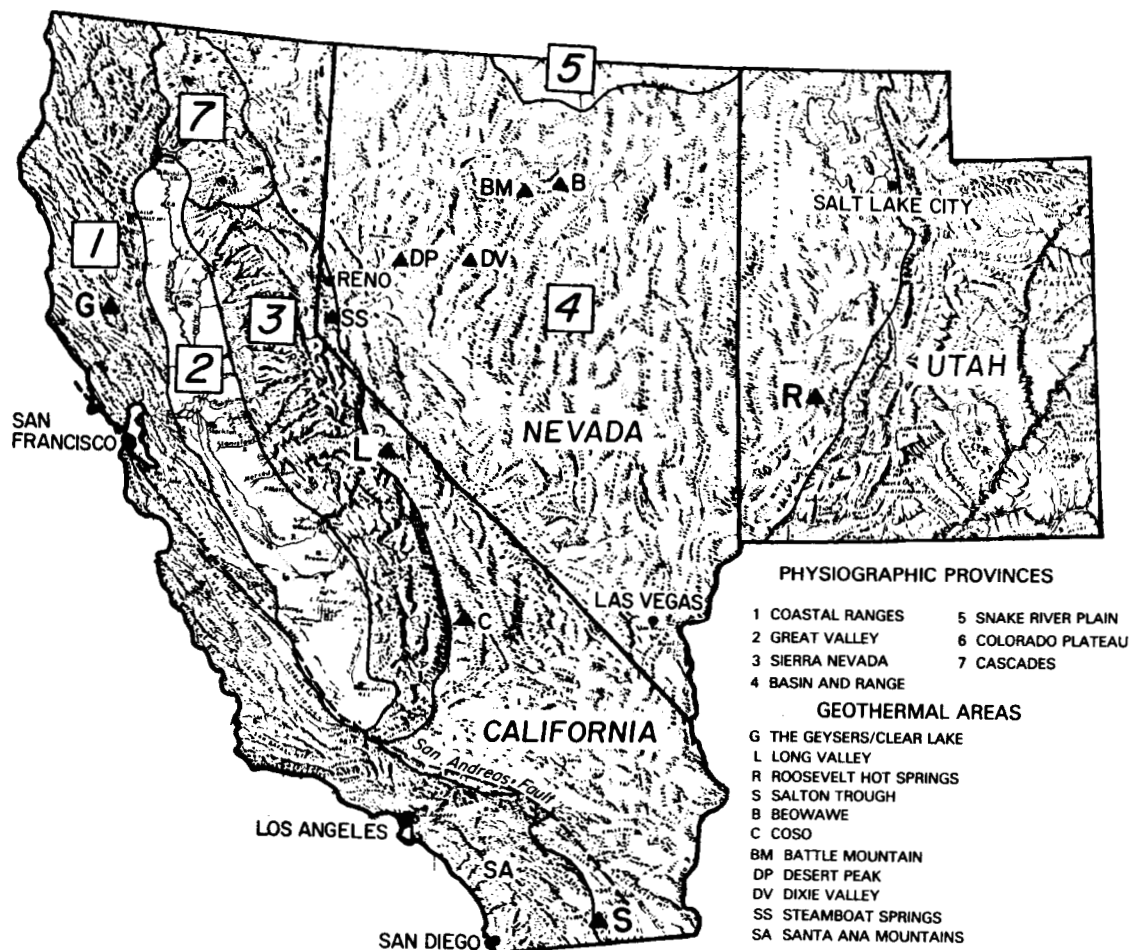 5
7
BM
B
SALT LAKE CITY
1
DP
DV
RENO
G
3
SS
4
2
UTAH
R
SAN
FRANCISCO
L
NEVADA
LAS VEGAS
C
CALIFORNIA
San Andreas Fault
LOS ANGELES
SA
S
SAN DIEGO
PHYSIOGRAPHIC PROVINCES
1 COASTAL RANGES
2 GREAT VALLEY
3 SIERRA NEVADA
4 BASIN AND RANGE
5 SNAKE RIVER PLAIN
6 COLORADO PLATEAU
7 CASCADES
GEOTHERMAL AREAS
G THE GEYSERS/CLEAR LAKE
L LONG VALLEY
R ROOSEVELT HOT SPRINGS
S SALTON TROUGH
B BEOWAWE
C COSO
BM BATTLE MOUNTAIN
DP DESERT PEAK
DV DIXIE VALLEY
SS STEAMBOAT SPRINGS
SA SANTA ANA MOUNTAINS